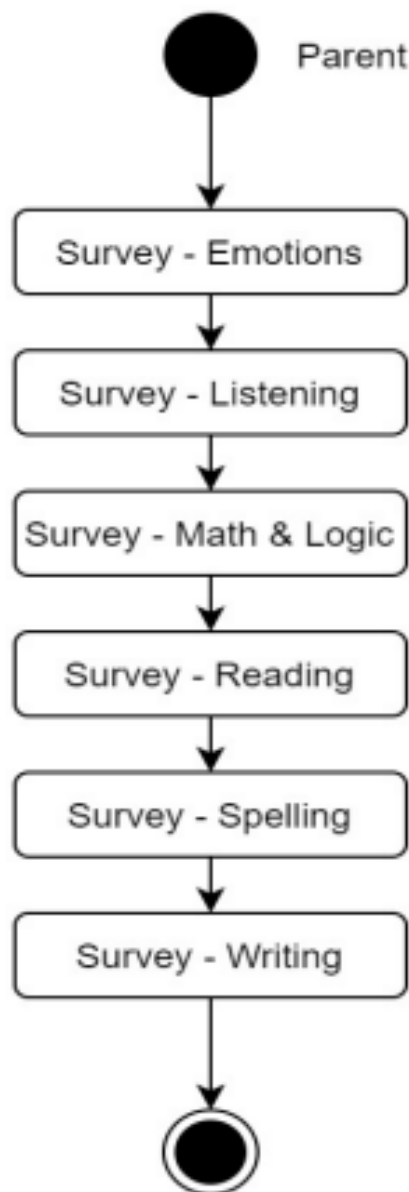 Parent
Survey - Emotions
Survey - Listening
Survey - Math & Logic
Survey - Reading
Survey - Spelling
Survey - Writing